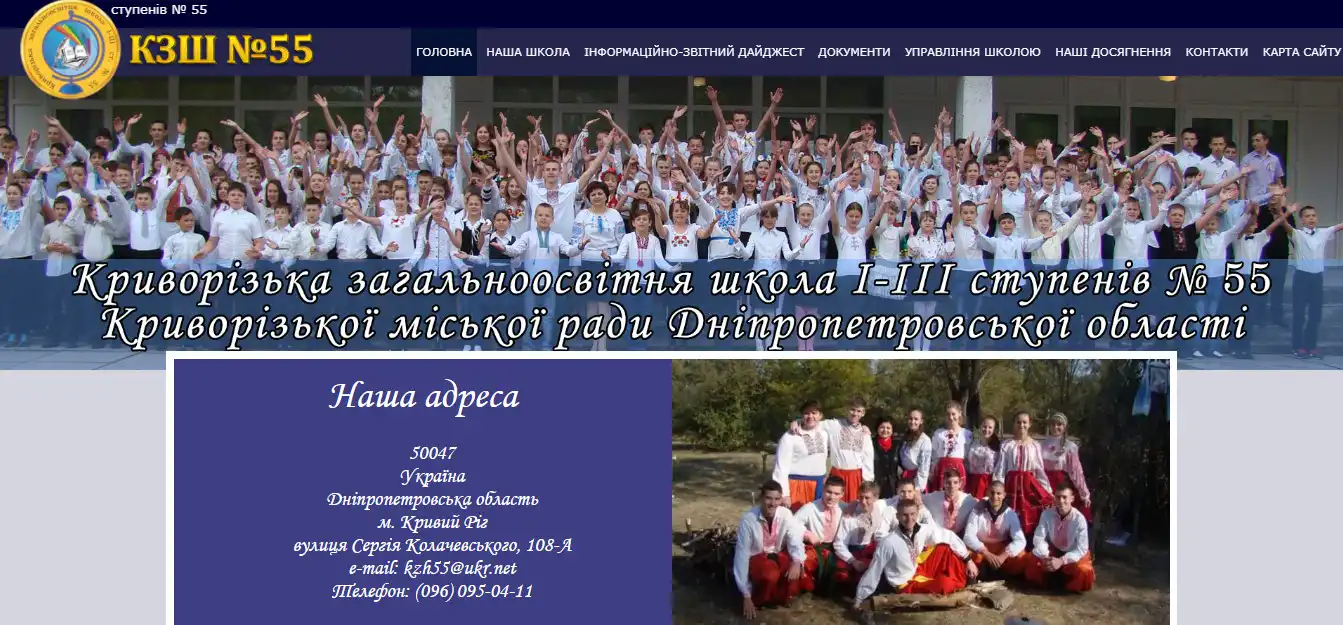 ступенів № 55
КЗШ №55
ГОЛОВНА НАША ШКОЛА ІНФОРМАЦІЙНО-ЗВІТНИЙ ДАЙДЖЕСТ ДОКУМЕНТИ УПРАВЛІННЯ ШКОЛОЮ НАШІ ДОСЯГНЕННЯ КОНТАКТИ КАРТА САЙТУ
Криворізька загальноосвітня школа І-ІІІ ступенів № 55
Криворізької міської ради Дніпропетровської області
Наша адреса
50047
Україна
Дніпропетровська область
м. Кривий Ріг
вулиця Сергія Колачевського, 108-А
e-mail: kzh55@ukr.net
Телефон: (096) 095-04-11